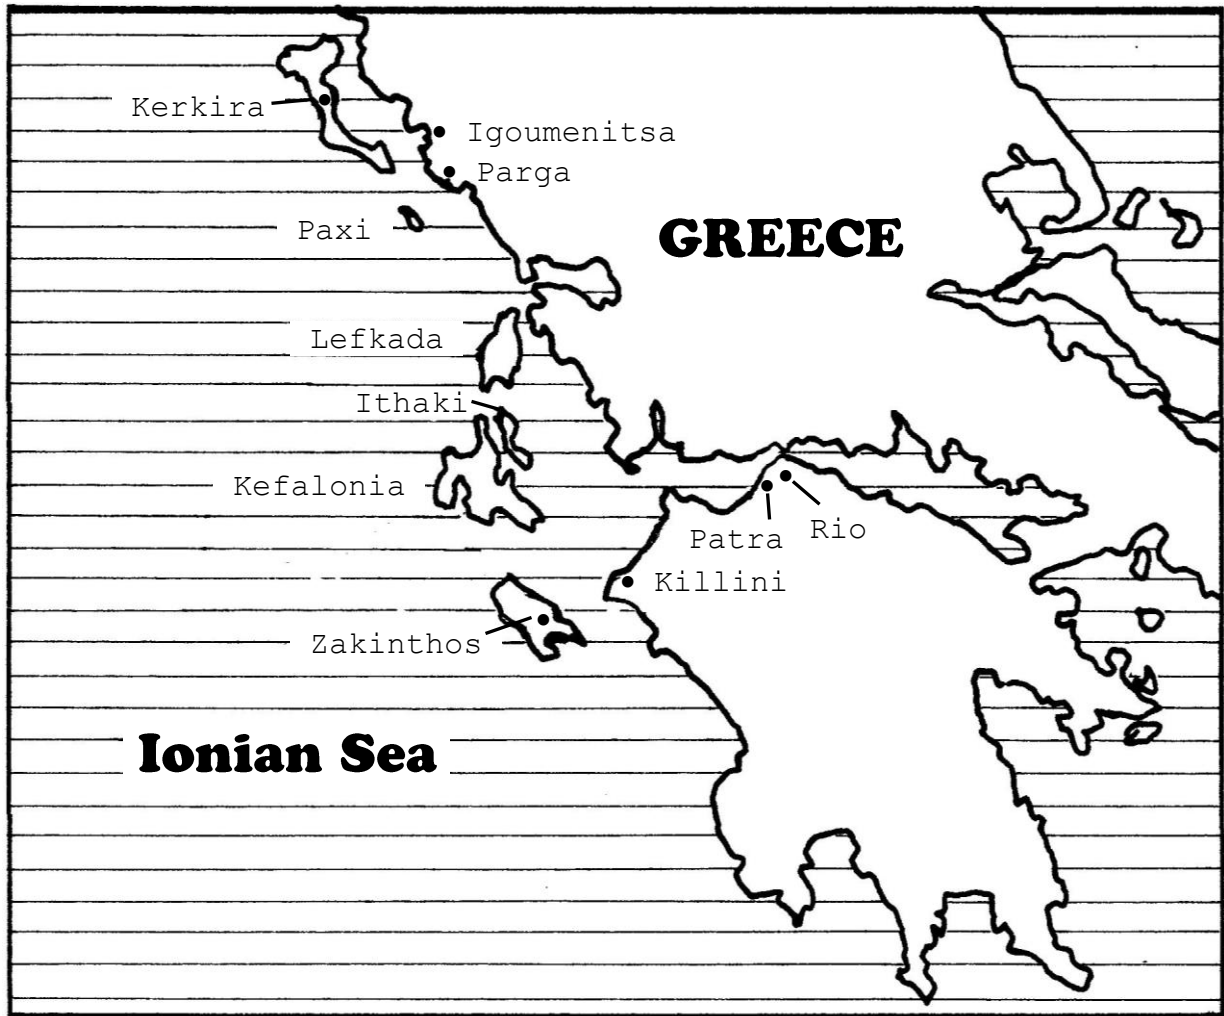 Kerkira
Igoumenitsa
Parga
Paxi
GREECE
Lefkada
Ithaki
Kefalonia
Rio
Patra
Killini
Zakinthos
Ionian Sea